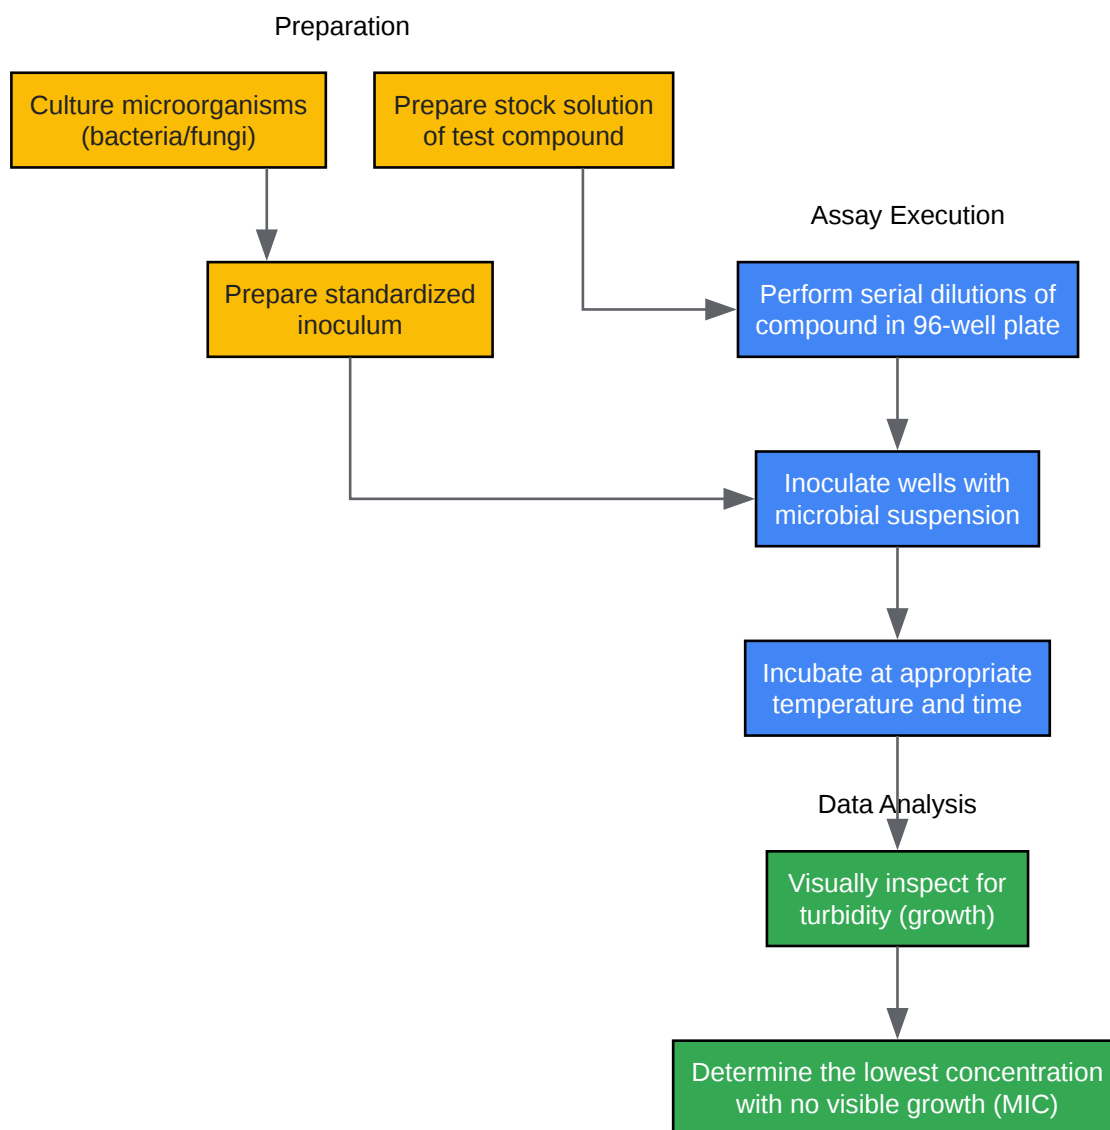 Preparation
Culture microorganisms
(bacteria/fungi)
Prepare stock solution
of test compound
Assay Execution
Prepare standardized
inoculum
Perform serial dilutions of
compound in 96-well plate
Inoculate wells with
microbial suspension
Incubate at appropriate
temperature and time
Data Analysis
Visually inspect for
turbidity (growth)
Determine the lowest concentration
with no visible growth (MIC)